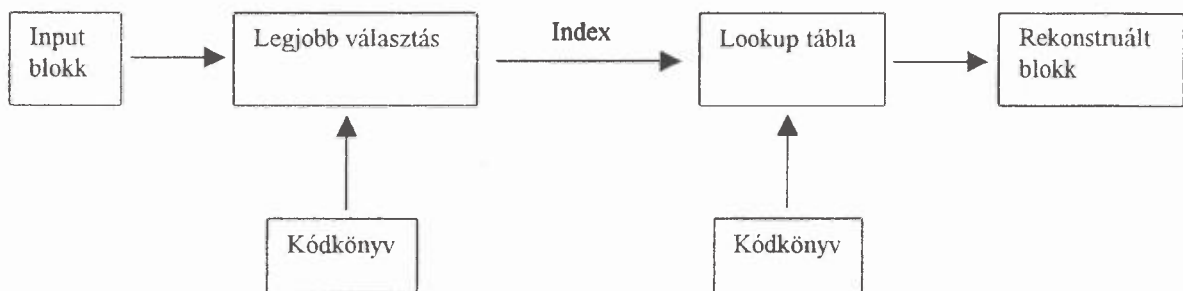 Input
blokk
Legjobb választás
Index
Lookup tábla
Rekonstruált
blokk
Kódkönyv
Kódkönyv